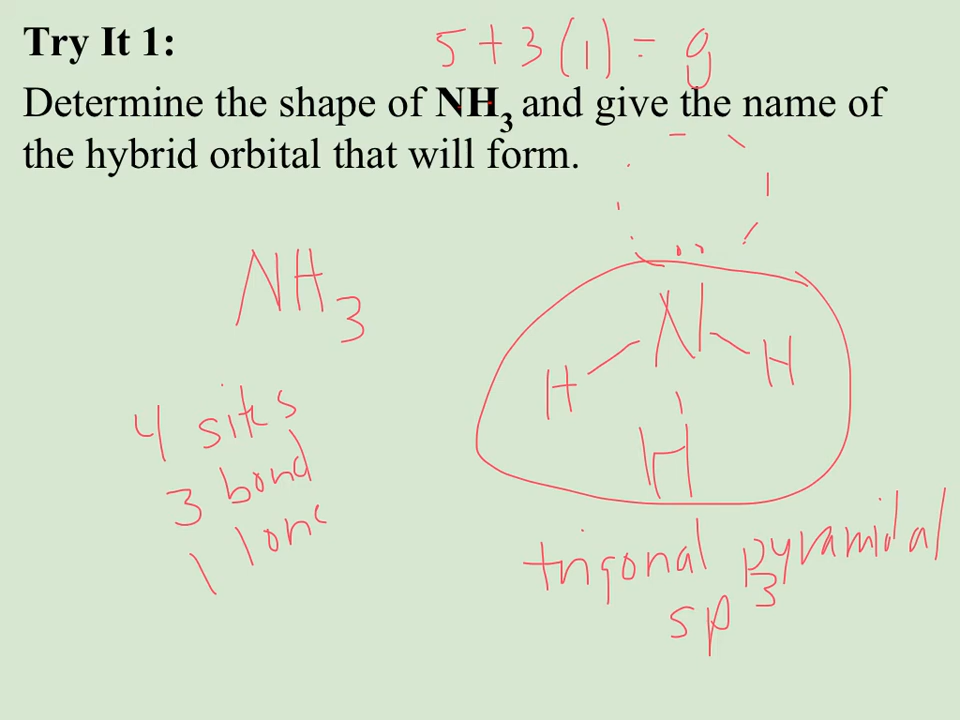 Try It 1:
5 + 3 (1) = 8
Determine the shape of NH3 and give the name of
the hybrid orbital that will form.
NH3
N
H H
H
4 sites
3 bond
1 lone
trigonal pyramidal
sp3